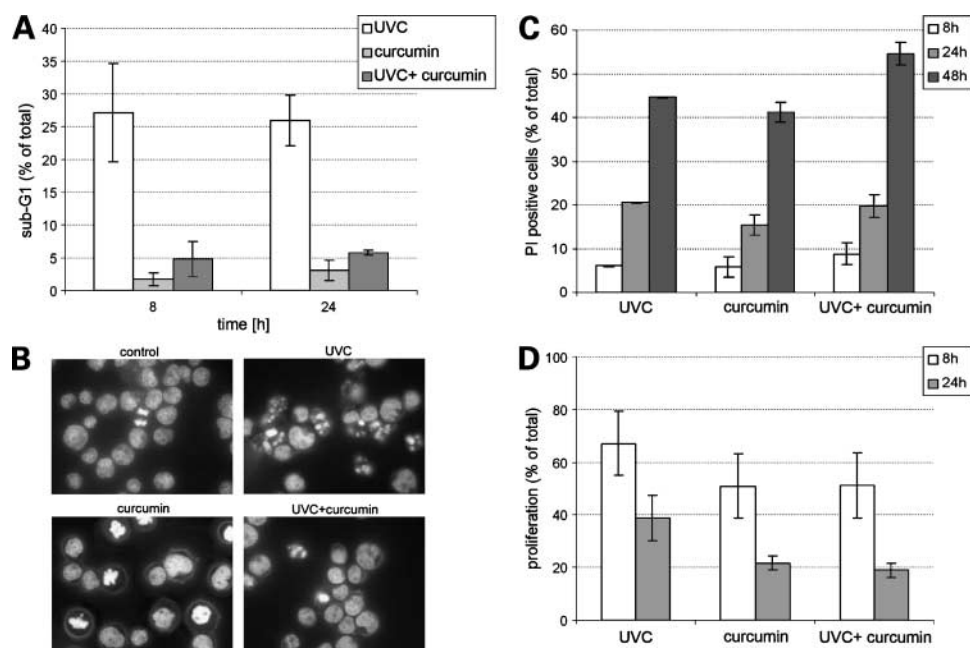 A
UVC
curcumin
UVC+ curcumin
sub-G1 (% of total)
40
35
30
25
20
15
10
5
0
8
24
time [h]
B
control
UVC
curcumin
UVC+curcumin
C
8h
24h
48h
PI positive cells (% of total)
60
50
40
30
20
10
0
UVC
curcumin
UVC+ curcumin
D
8h
24h
proliferation (% of total)
100
80
60
40
20
0
UVC
curcumin
UVC+ curcumin